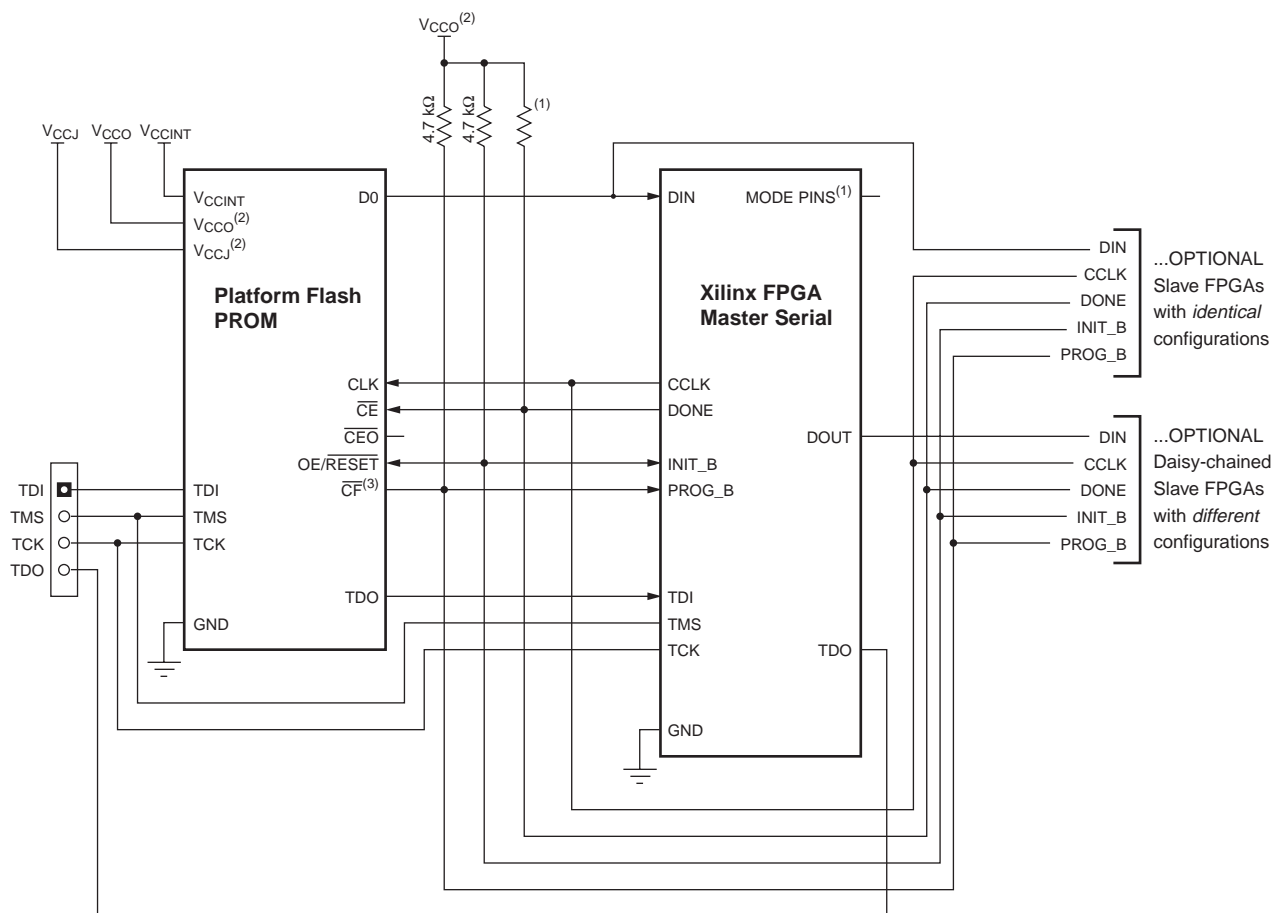 VCCO(2)
4.7 kΩ
4.7 kΩ
(1)
VCCJ VCCO VCCINT
VCCINT
VCCO(2)
VCCJ(2)
D0
Platform Flash
PROM
CLK
CE
CEO
OE/RESET
CF(3)
TDI
TMS
TCK
TDO
GND
TDI
TMS
TCK
TDO
DIN
MODE PINS(1)
Xilinx FPGA
Master Serial
CCLK
DONE
DOUT
INIT_B
PROG_B
TDI
TMS
TCK
TDO
GND
DIN
CCLK
DONE
INIT_B
PROG_B
...OPTIONAL
Slave FPGAs
with identical
configurations
DIN
CCLK
DONE
INIT_B
PROG_B
...OPTIONAL
Daisy-chained
Slave FPGAs
with different
configurations